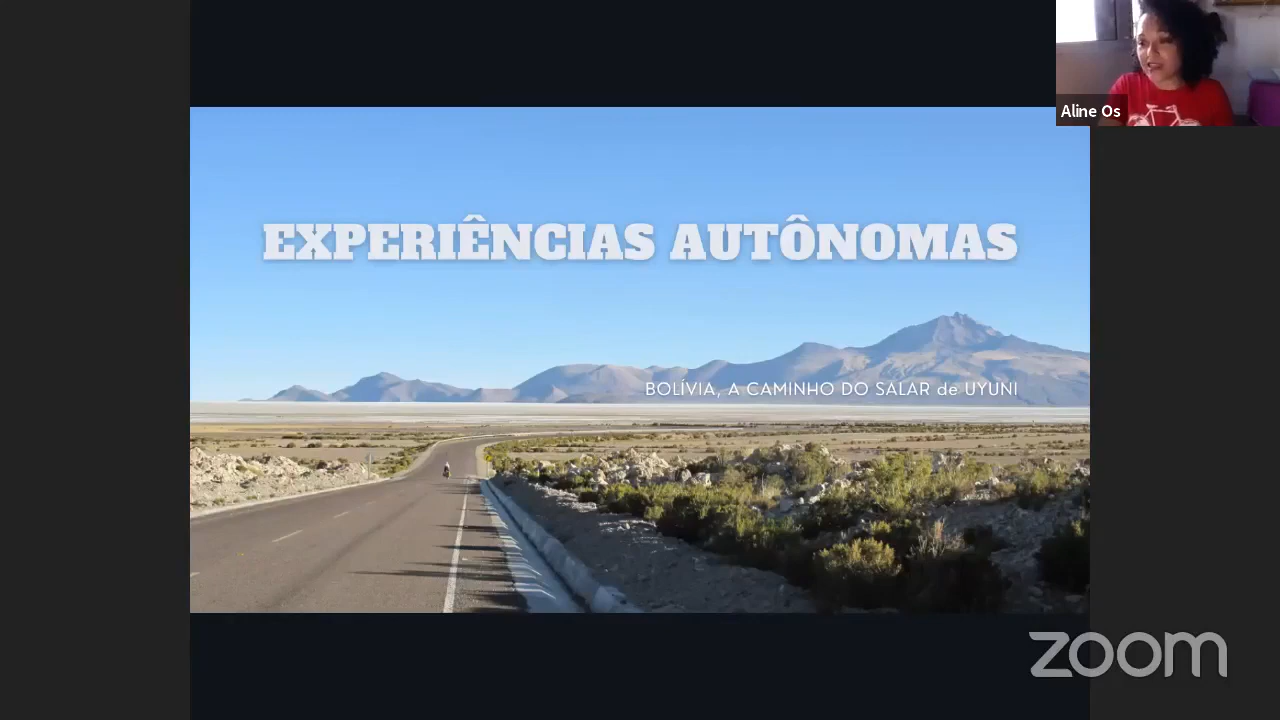 Aline Os
EXPERIÊNCIAS AUTÔNOMAS
BOLÍVIA, A CAMINHO DO SALAR de UYUNI
zoom